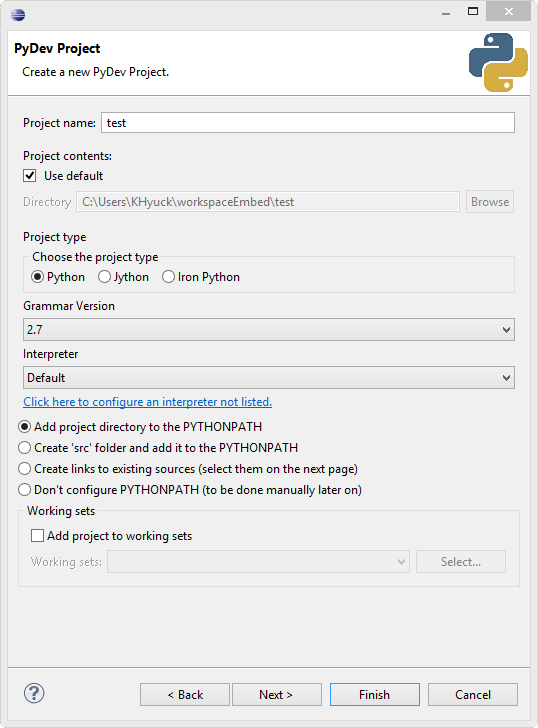 PyDev Project
Create a new PyDev Project.
Project name: test
Project contents:
Use default
Directory C:\Users\KHyuck\workspaceEmbed\test Browse
Project type
Choose the project type
Python Jython Iron Python
Grammar Version
2.7
Interpreter
Default
Click here to configure an interpreter not listed.
Add project directory to the PYTHONPATH
Create 'src' folder and add it to the PYTHONPATH
Create links to existing sources (select them on the next page)
Don't configure PYTHONPATH (to be done manually later on)
Working sets
Add project to working sets
Working sets: Select...
? < Back Next > Finish Cancel